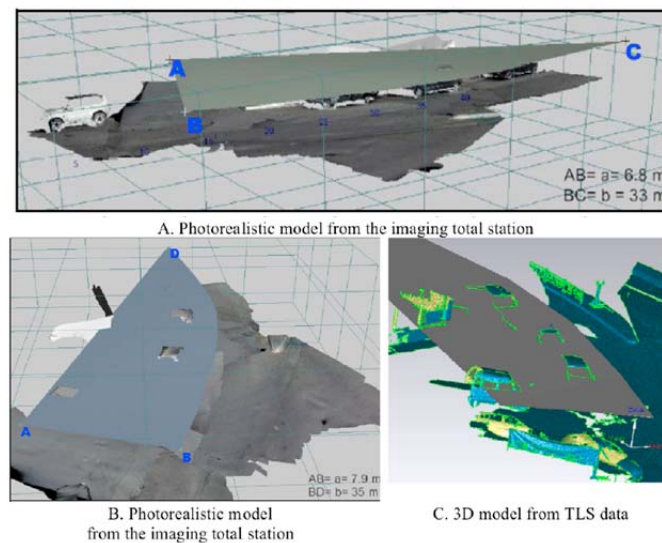 A
B
C
AB= a= 6.8 m
BC= b = 33 m
A. Photorealistic model from the imaging total station
D
A
B
AB= a= 7.9 m
BD= b= 35 m
B. Photorealistic model
from the imaging total station
C. 3D model from TLS data